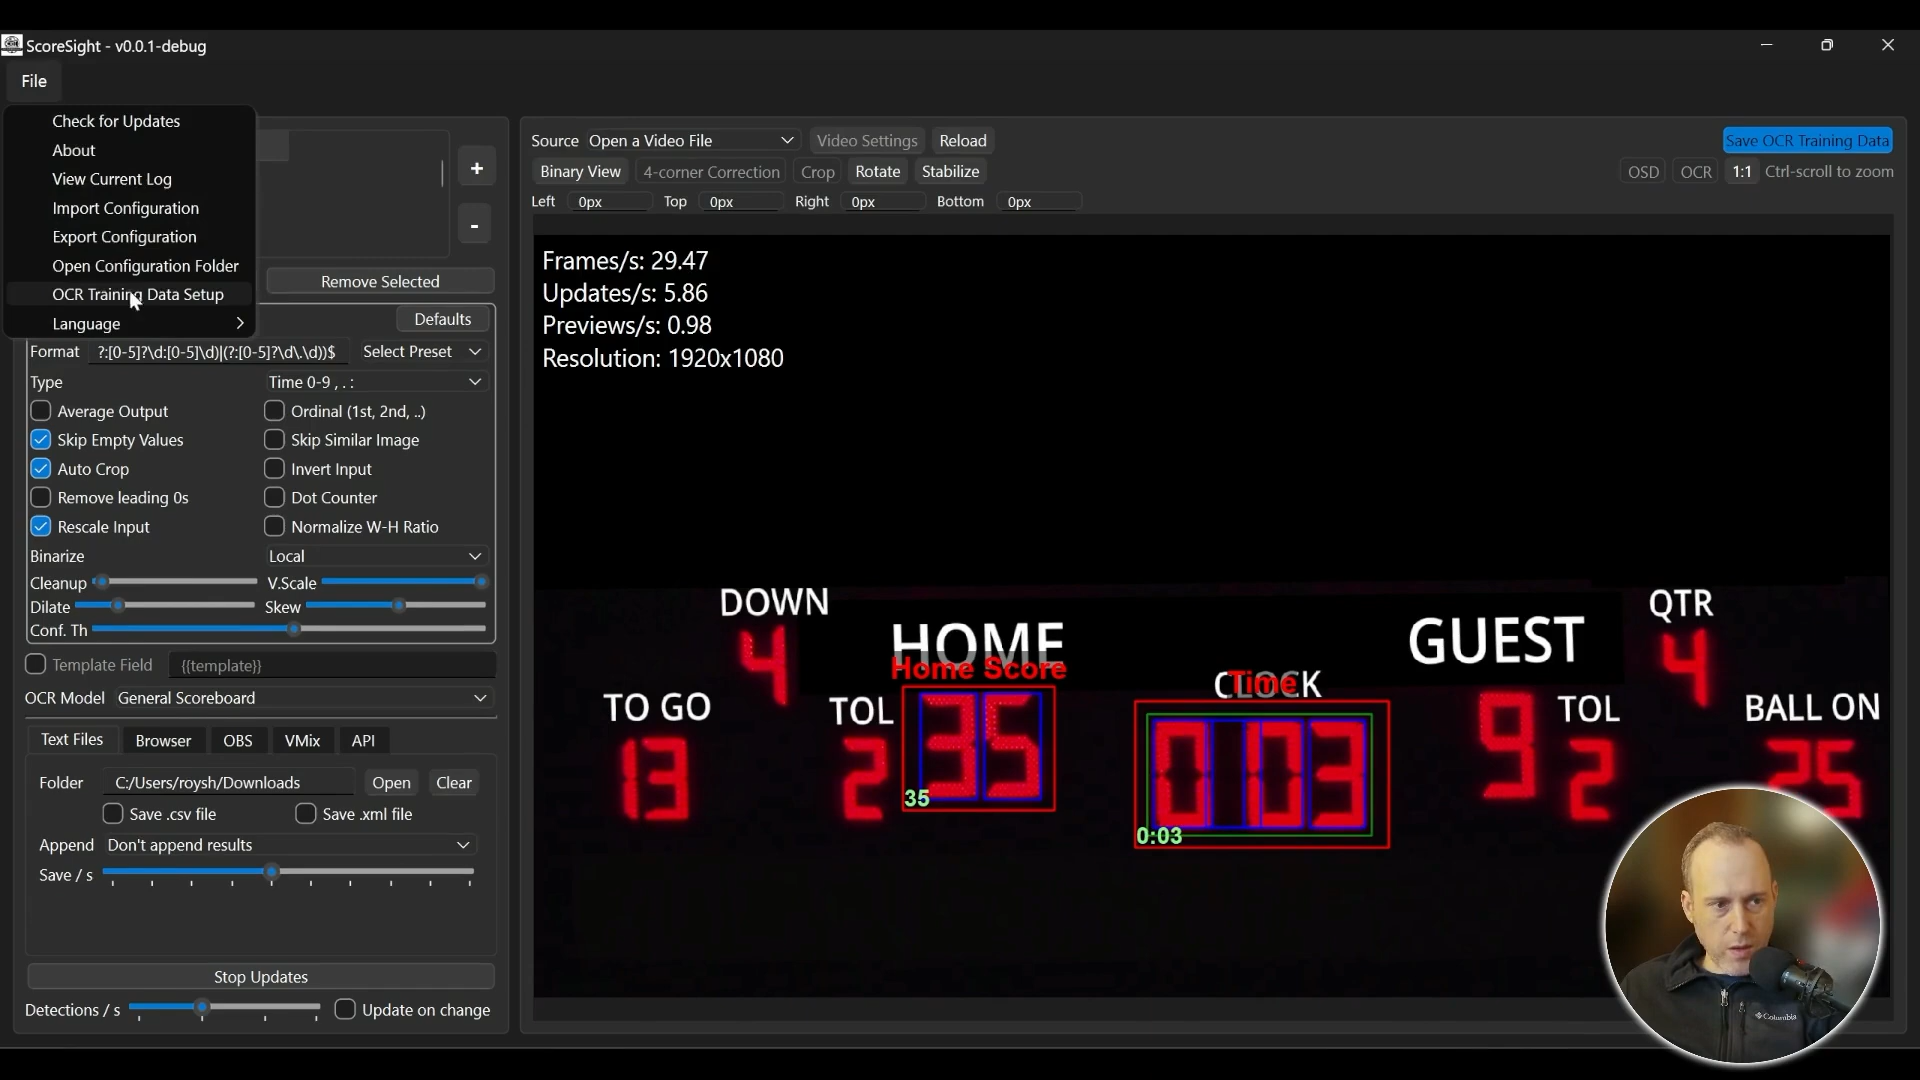 ScoreSight - v0.0.1-debug
File
Check for Updates
About
View Current Log
Import Configuration
Export Configuration
Open Configuration Folder
OCR Training Data Setup
Language
+
-
Remove Selected
Defaults
Format ?:[0-5]?\d:[0-5]\d)|(?:[0-5]?\d\.\d))$ Select Preset
Type Time 0-9 , . :
Average Output Ordinal (1st, 2nd, ..)
Skip Empty Values Skip Similar Image
Auto Crop Invert Input
Remove leading 0s Dot Counter
Rescale Input Normalize W-H Ratio
Binarize Local
Cleanup V.Scale
Dilate Skew
Conf. Th
Template Field {{template}}
OCR Model General Scoreboard
Text Files Browser OBS VMix API
Folder C:/Users/roysh/Downloads Open Clear
Save .csv file Save .xml file
Append Don't append results
Save / s
Stop Updates
Detections / s Update on change
Source Open a Video File Video Settings Reload Save OCR Training Data
Binary View 4-corner Correction Crop Rotate Stabilize OSD OCR 1:1 Ctrl-scroll to zoom
Left 0px Top 0px Right 0px Bottom 0px
Frames/s: 29.47
Updates/s: 5.86
Previews/s: 0.98
Resolution: 1920x1080
DOWN
4
HOME
Home Score
GUEST
QTR
4
CLOCK
Time
TO GO
13
TOL
2
35
35
0 03
0:03
9
TOL
2
BALL ON
25
Columbia